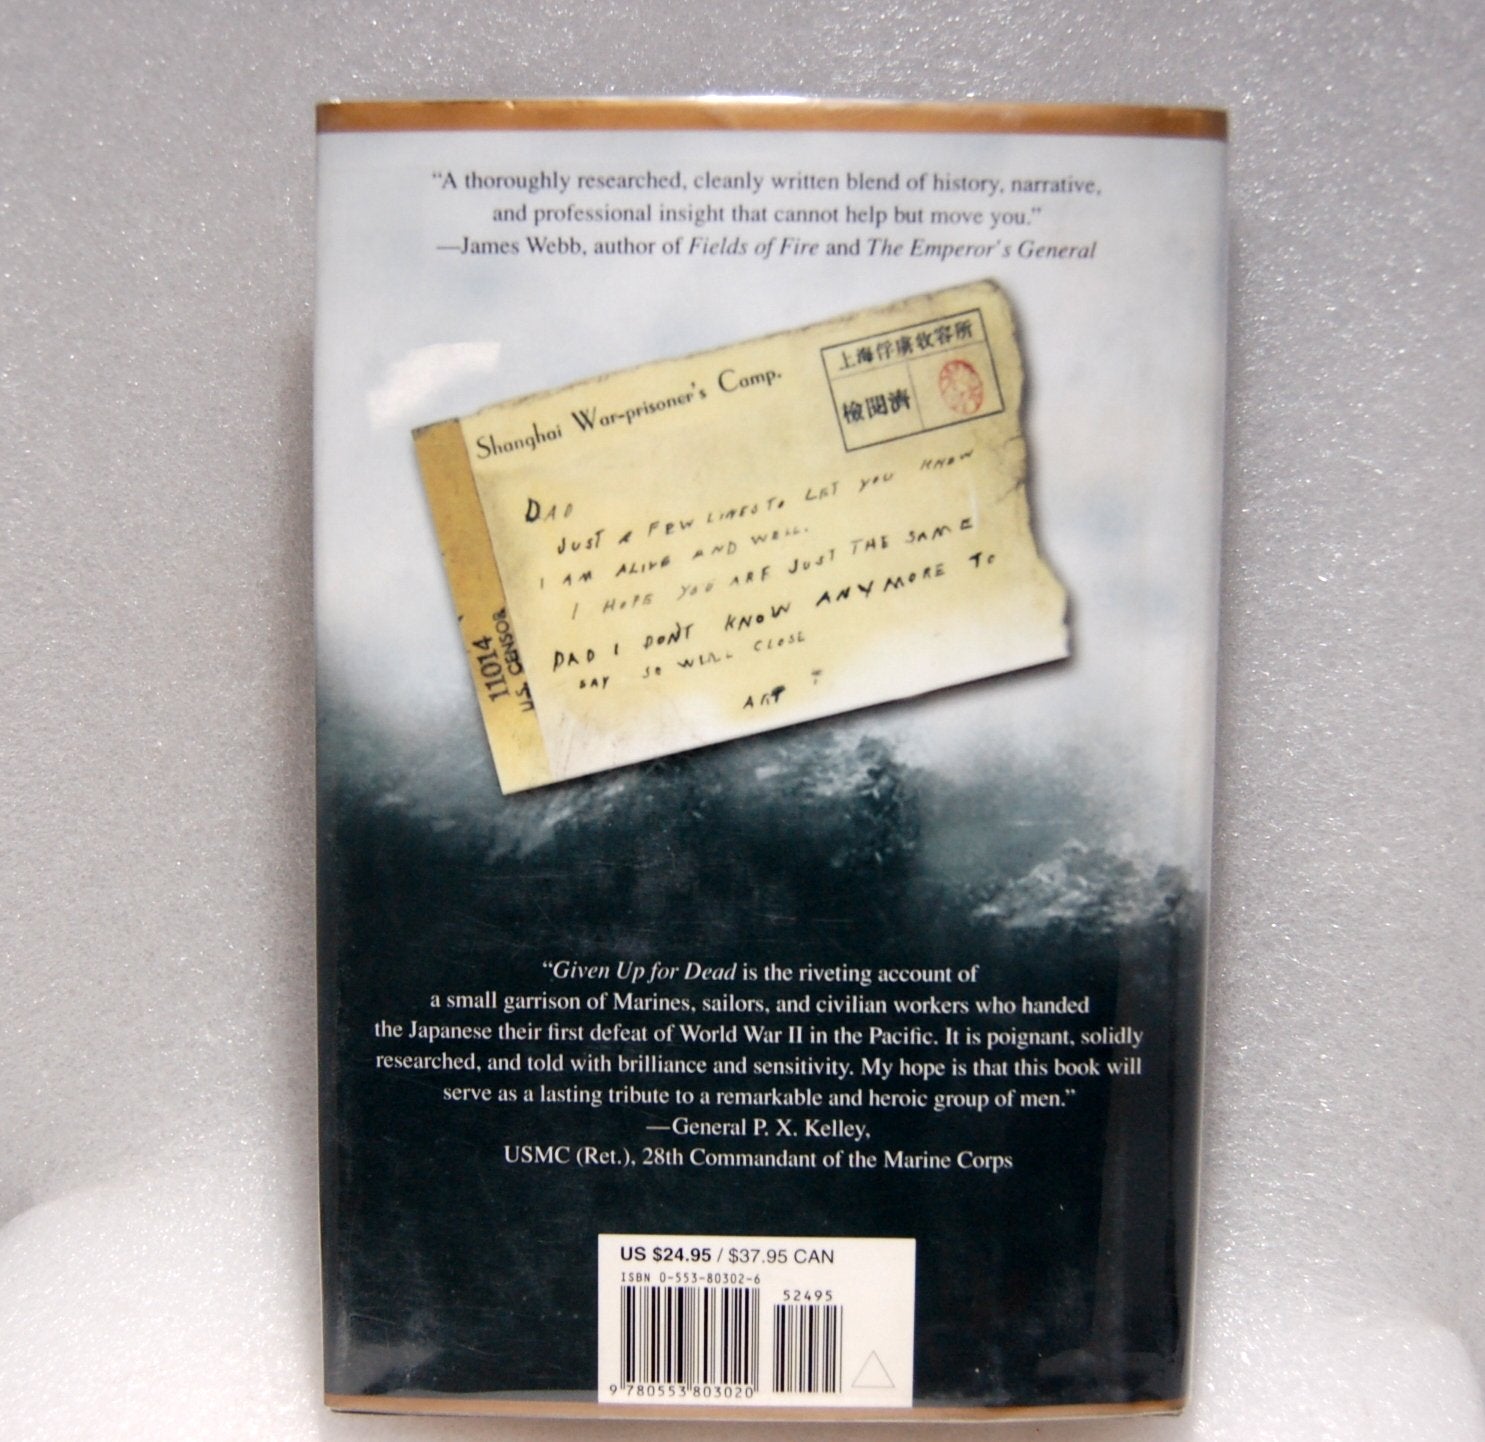 “A thoroughly researched, cleanly written blend of history, narrative,
and professional insight that cannot help but move you.”
—James Webb, author of Fields of Fire and The Emperor's General
上海俘虜收容所
檢閲濟
Shanghai War-prisoner's Camp.
DAD
JUST A FEW LINES TO LET YOU KNOW
I AM ALIVE AND WELL.
I HOPE YOU ARE JUST THE SAME
DAD I DON'T KNOW ANYMORE TO
SAY SO WILL CLOSE
ART
11014
U.S. CENSOR
“Given Up for Dead is the riveting account of
a small garrison of Marines, sailors, and civilian workers who handed
the Japanese their first defeat of World War II in the Pacific. It is poignant, solidly
researched, and told with brilliance and sensitivity. My hope is that this book will
serve as a lasting tribute to a remarkable and heroic group of men.”
—General P. X. Kelley,
USMC (Ret.), 28th Commandant of the Marine Corps
US $24.95 / $37.95 CAN
ISBN 0-553-80302-6
52495
9 780553 803020